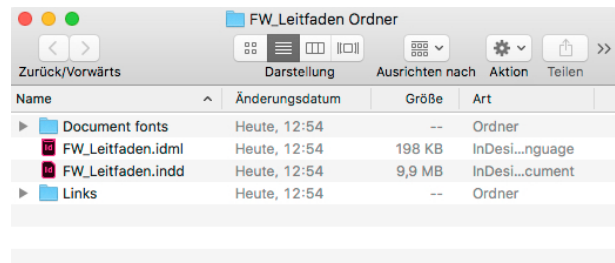 FW_Leitfaden Ordner
Zurück/Vorwärts Darstellung Ausrichten nach Aktion Teilen
Name Änderungsdatum Größe Art
Document fonts Heute, 12:54 -- Ordner
FW_Leitfaden.idml Heute, 12:54 198 KB InDesi...nguage
FW_Leitfaden.indd Heute, 12:54 9,9 MB InDesi...cument
Links Heute, 12:54 -- Ordner